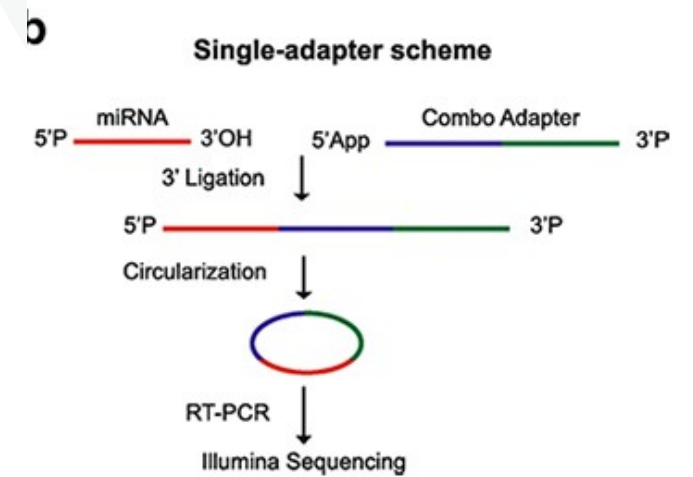 b
Single-adapter scheme
miRNA
Combo Adapter
5'P 3'OH 5'App 3'P
3' Ligation
5'P 3'P
Circularization
RT-PCR
Illumina Sequencing